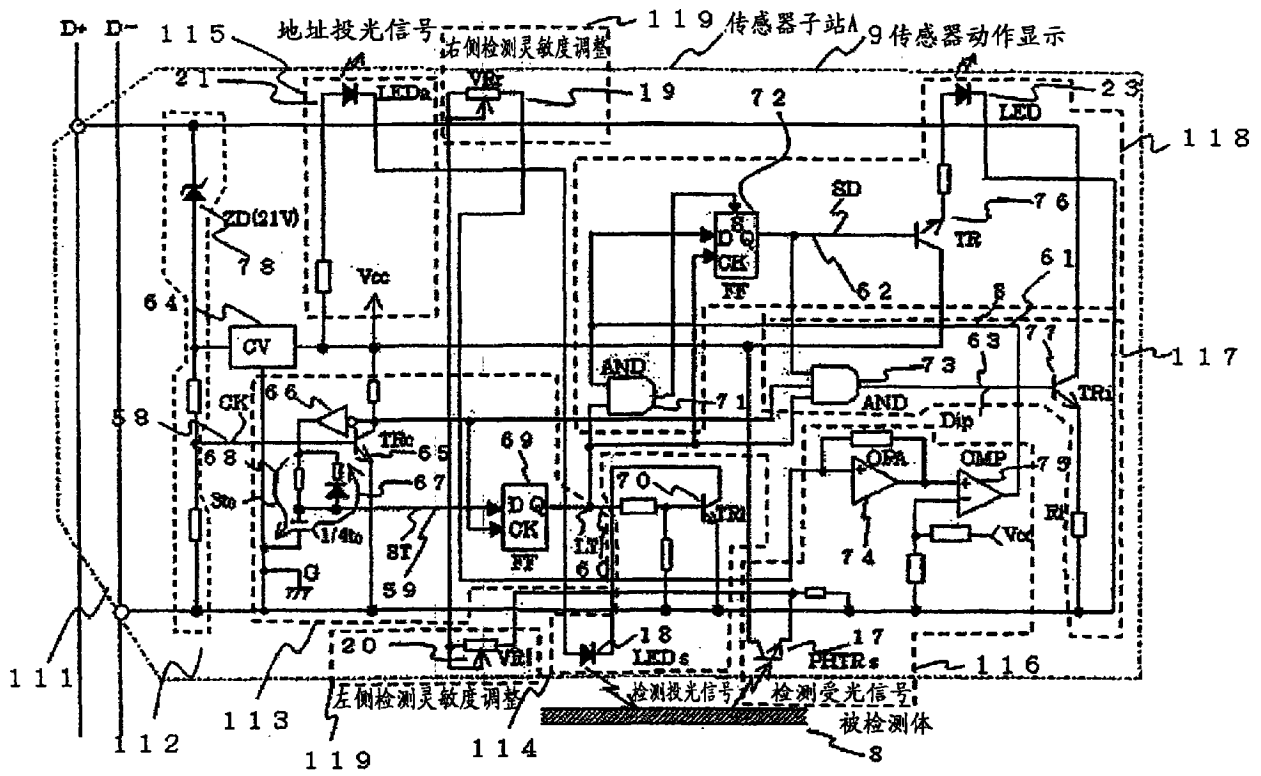 D+ D-
地址投光信号
119 传感器子站A
9 传感器动作显示
115
右侧检测灵敏度调整
21
LEDa
VRr
19
72
23
LED
118
ZD(21V)
78
S
D Q
CK
FF
SD
76
TR
62
61
64
Vcc
CV
S
63
77
117
AND
73
71
AND
TRi
66
58
CK
TRc
65
69
Dip
68
OPA
OMP
75
Sto
67
D Q
CK
FF
70
TRl
Ri
1/4to
ST
LT
74
Vcc
59
60
G
20
VRl
18
LEDs
17
PHTRs
116
111
左侧检测灵敏度调整
检测投光信号
检测受光信号
113
112
119
114
被检测体
8